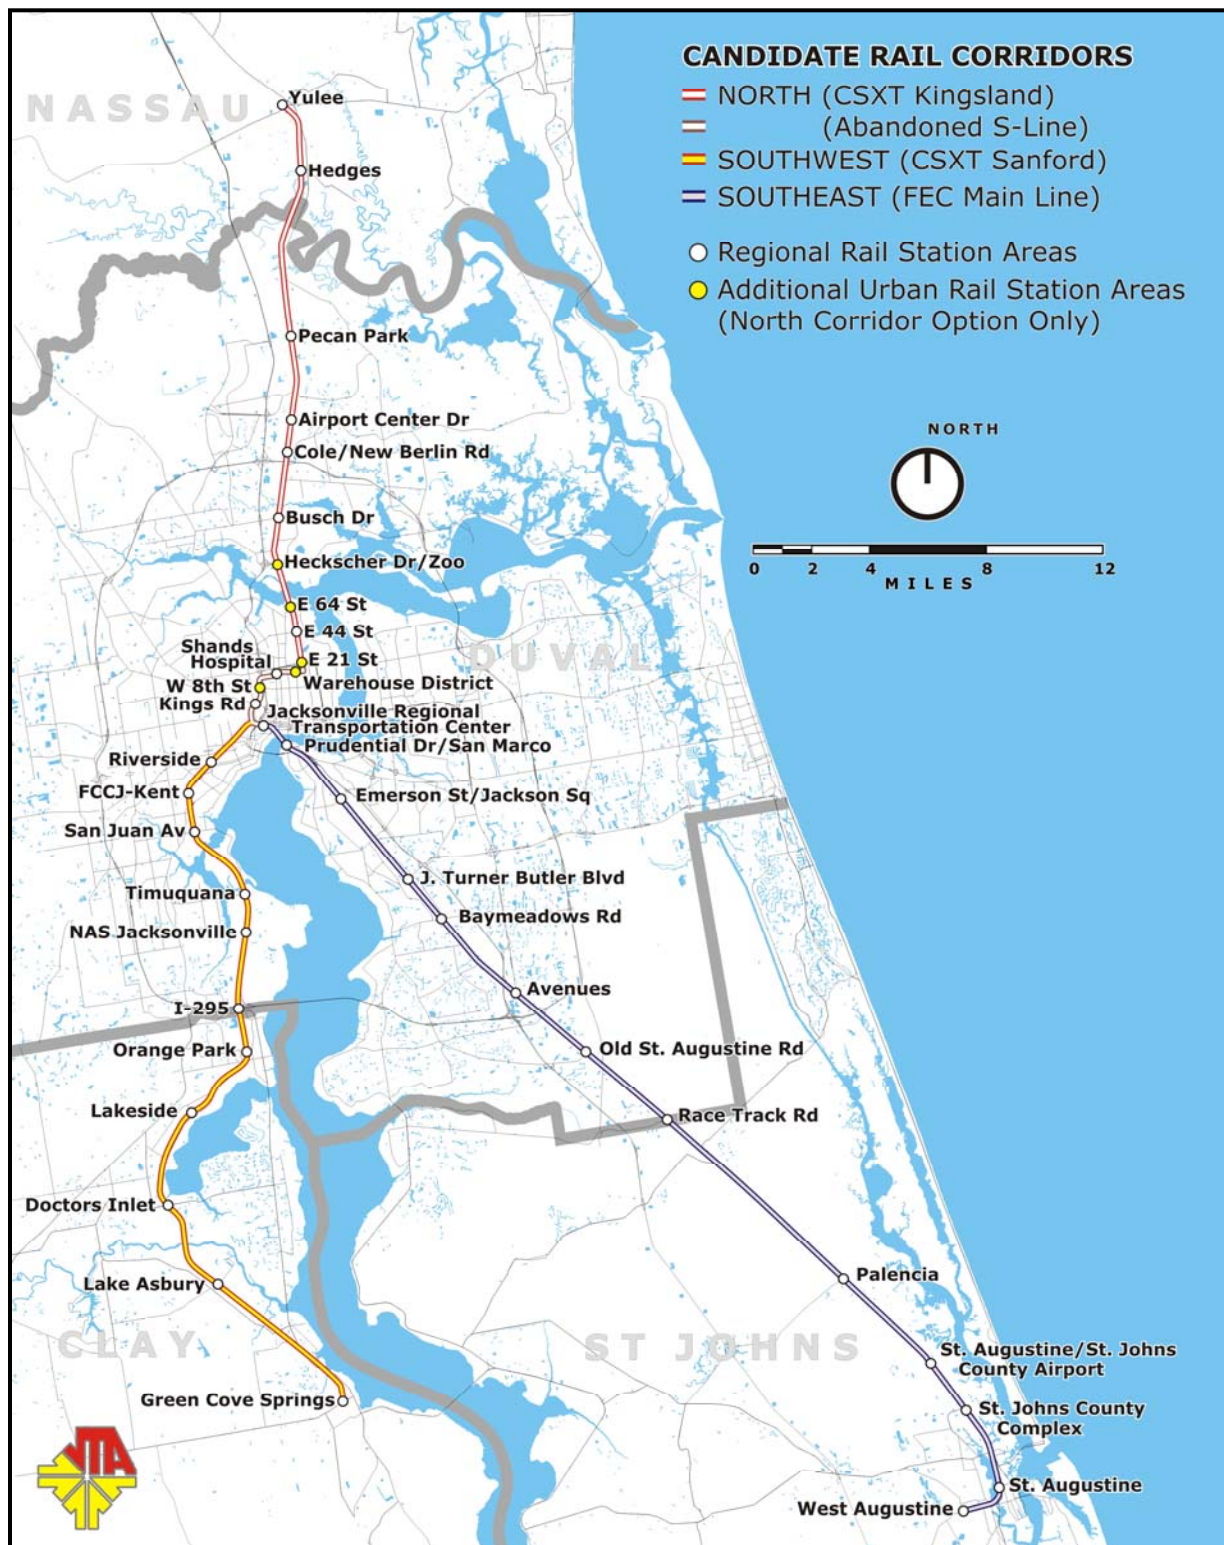 CANDIDATE RAIL CORRIDORS
NORTH (CSXT Kingsland)
(Abandoned S-Line)
SOUTHWEST (CSXT Sanford)
SOUTHEAST (FEC Main Line)
Regional Rail Station Areas
Additional Urban Rail Station Areas
(North Corridor Option Only)
NORTH
0 2 4 8 12
MILES
NASSAU
Yulee
Hedges
Pecan Park
Airport Center Dr
Cole/New Berlin Rd
Busch Dr
Heckscher Dr/Zoo
E 64 St
E 44 St
DUVAL
Shands
Hospital
E 21 St
Warehouse District
W 8th St
Kings Rd
Jacksonville Regional
Transportation Center
Prudential Dr/San Marco
Riverside
FCCJ-Kent
Emerson St/Jackson Sq
San Juan Av
J. Turner Butler Blvd
Timuquana
Baymeadows Rd
NAS Jacksonville
Avenues
I-295
Orange Park
Old St. Augustine Rd
Lakeside
Race Track Rd
Doctors Inlet
Palencia
Lake Asbury
CLAY
ST JOHNS
St. Augustine/St. Johns
County Airport
Green Cove Springs
St. Johns County
Complex
JTA
St. Augustine
West Augustine